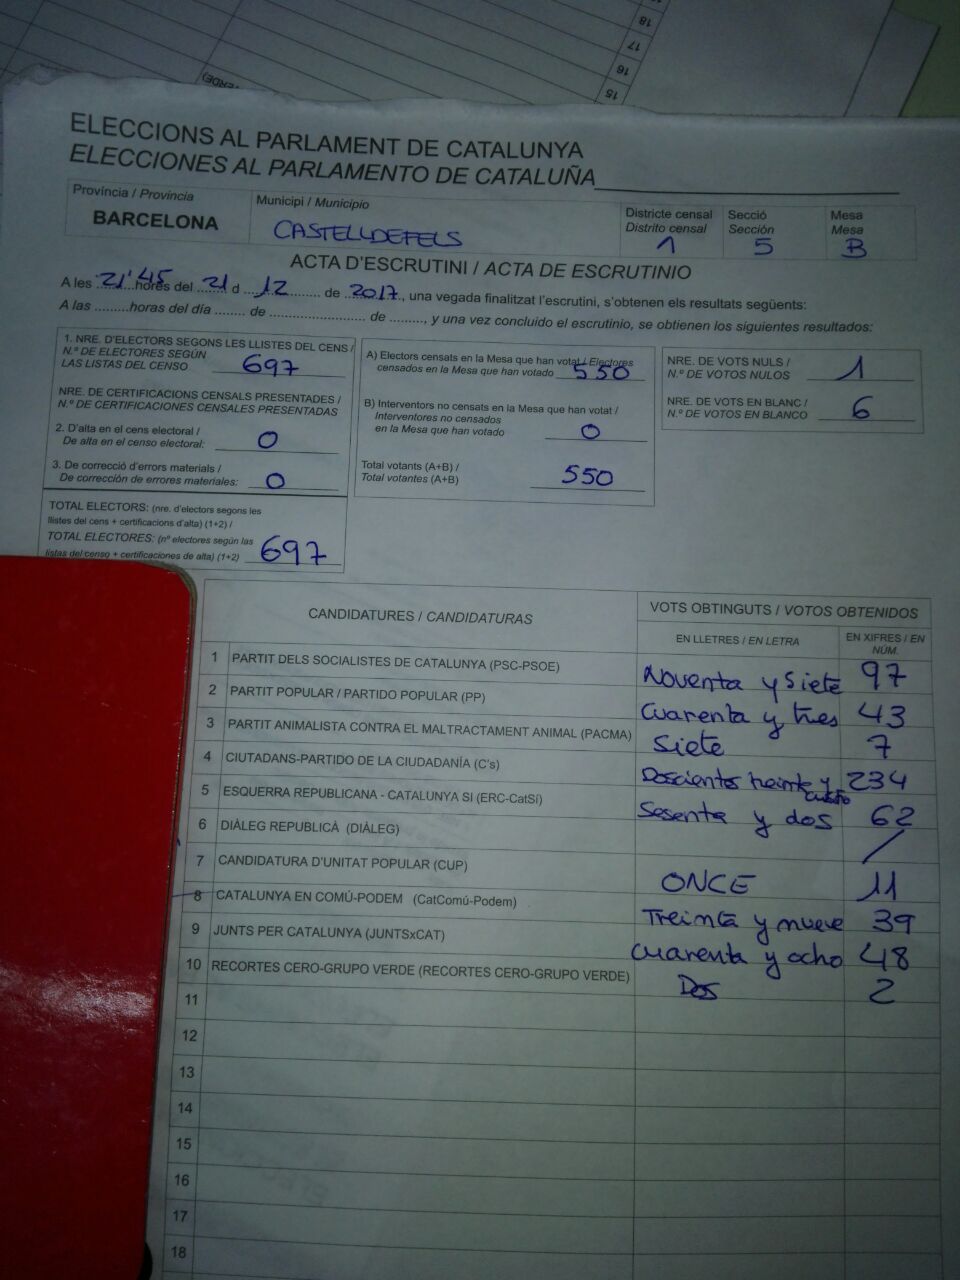 18
17
16
15
ELECCIONS AL PARLAMENT DE CATALUNYA
ELECCIONES AL PARLAMENTO DE CATALUÑA
Província / Provincia
BARCELONA
Municipi / Municipio
CASTELLDEFELS
Districte censal
Distrito censal
1
Secció
Sección
5
Mesa
Mesa
B
ACTA D'ESCRUTINI / ACTA DE ESCRUTINIO
A les 21'45 hores del 21 d 12 de 2017, una vegada finalitzat l'escrutini, s'obtenen els resultats següents:
A las .........horas del día ........ de ....................... de ........., y una vez concluido el escrutinio, se obtienen los siguientes resultados:
1. NRE. D'ELECTORS SEGONS LES LLISTES DEL CENS /
N.º DE ELECTORES SEGÚN
LAS LISTAS DEL CENSO 697
NRE. DE CERTIFICACIONS CENSALS PRESENTADES /
N.º DE CERTIFICACIONES CENSALES PRESENTADAS
2. D'alta en el cens electoral /
De alta en el censo electoral: 0
3. De correcció d'errors materials /
De corrección de errores materiales: 0
TOTAL ELECTORS: (nre. d'electors segons les
llistes del cens + certificacions d'alta) (1+2) /
TOTAL ELECTORES: (nº electores según las
listas del censo + certificaciones de alta) (1+2) 697
A) Electors censats en la Mesa que han votat / Electores
censados en la Mesa que han votado 550
B) Interventors no censats en la Mesa que han votat /
Interventores no censados
en la Mesa que han votado 0
Total votants (A+B) /
Total votantes (A+B) 550
NRE. DE VOTS NULS /
N.º DE VOTOS NULOS 1
NRE. DE VOTS EN BLANC /
N.º DE VOTOS EN BLANCO 6
CANDIDATURES / CANDIDATURAS
VOTS OBTINGUTS / VOTOS OBTENIDOS
EN LLETRES / EN LETRA
EN XIFRES / EN
NÚM.
1 PARTIT DELS SOCIALISTES DE CATALUNYA (PSC-PSOE) Noventa y Siete 97
2 PARTIT POPULAR / PARTIDO POPULAR (PP) Cuarenta y tres 43
3 PARTIT ANIMALISTA CONTRA EL MALTRACTAMENT ANIMAL (PACMA) Siete 7
4 CIUTADANS-PARTIDO DE LA CIUDADANÍA (C's) Doscientos treinta y cuatro 234
5 ESQUERRA REPUBLICANA - CATALUNYA SI (ERC-CatSí) Sesenta y dos 62
6 DIÀLEG REPUBLICÀ (DIÀLEG) /
7 CANDIDATURA D'UNITAT POPULAR (CUP) ONCE 11
8 CATALUNYA EN COMÚ-PODEM (CatComú-Podem) Treinta y nueve 39
9 JUNTS PER CATALUNYA (JUNTSxCAT) Cuarenta y ocho 48
10 RECORTES CERO-GRUPO VERDE (RECORTES CERO-GRUPO VERDE) Dos 2
11
12
13
14
15
16
17
18